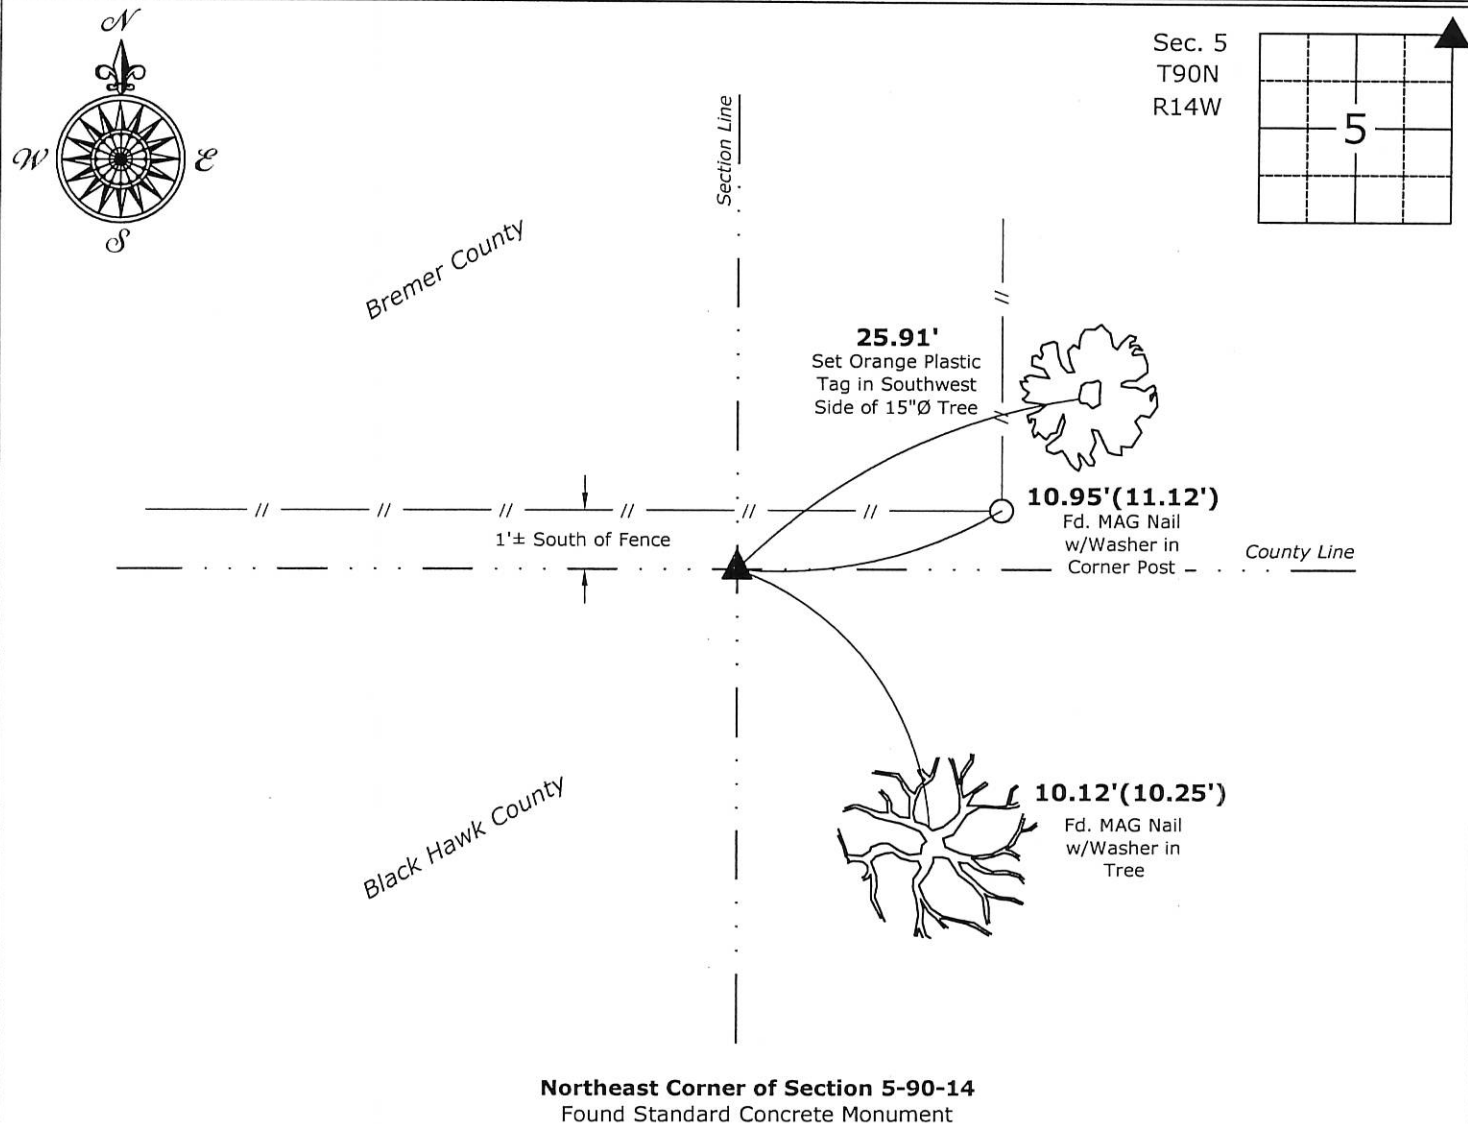 N
W
E
S
Sec. 5
T90N
R14W
5
Section Line
Bremer County
25.91'
Set Orange Plastic
Tag in Southwest
Side of 15"Ø Tree
10.95'(11.12')
Fd. MAG Nail
w/Washer in
Corner Post
County Line
1'± South of Fence
Black Hawk County
10.12'(10.25')
Fd. MAG Nail
w/Washer in
Tree
Northeast Corner of Section 5-90-14
Found Standard Concrete Monument